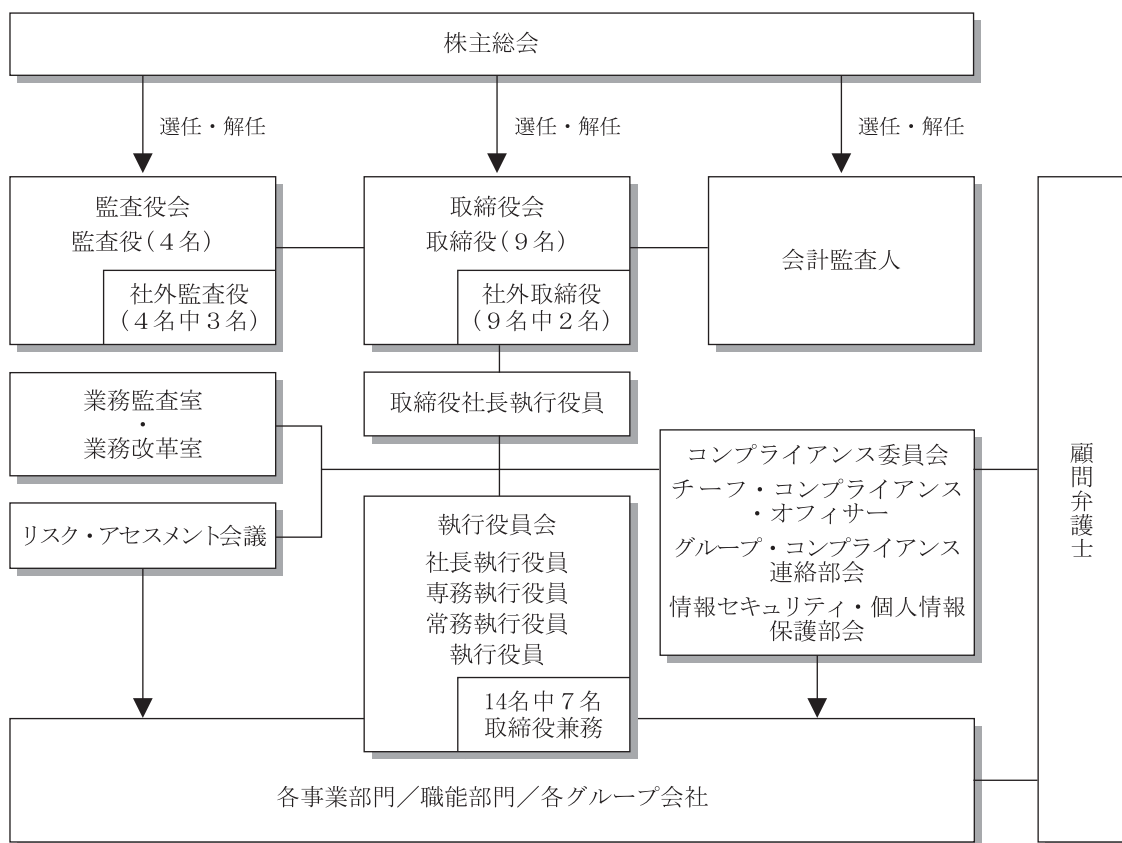 株主総会
選任・解任
選任・解任
選任・解任
監査役会
監査役(4名)
社外監査役
(4名中3名)
取締役会
取締役(9名)
社外取締役
(9名中2名)
会計監査人
業務監査室
・
業務改革室
リスク・アセスメント会議
取締役社長執行役員
執行役員会
社長執行役員
専務執行役員
常務執行役員
執行役員
14名中7名
取締役兼務
コンプライアンス委員会
チーフ・コンプライアンス
・オフィサー
グループ・コンプライアンス
連絡部会
情報セキュリティ・個人情報
保護部会
顧問弁護士
各事業部門／職能部門／各グループ会社